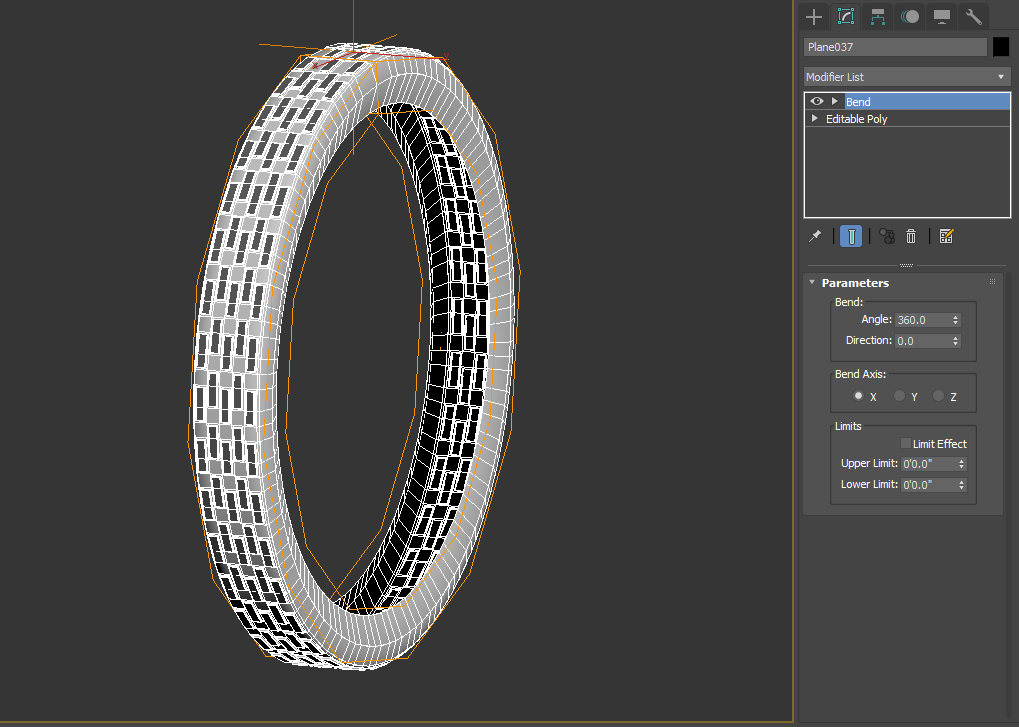 Plane037
Modifier List
Bend
Editable Poly
Parameters
Bend:
Angle: 360.0
Direction: 0.0
Bend Axis:
X Y Z
Limits
Limit Effect
Upper Limit: 0'0.0"
Lower Limit: 0'0.0"